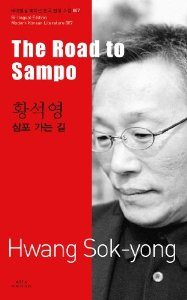 바이링궐 에디션 한국 현대 소설 007
Bi-lingual Edition
Modern Korean Literature 007
The Road to
Sampo
황석영
삼포 가는 길
Hwang Sok-yong